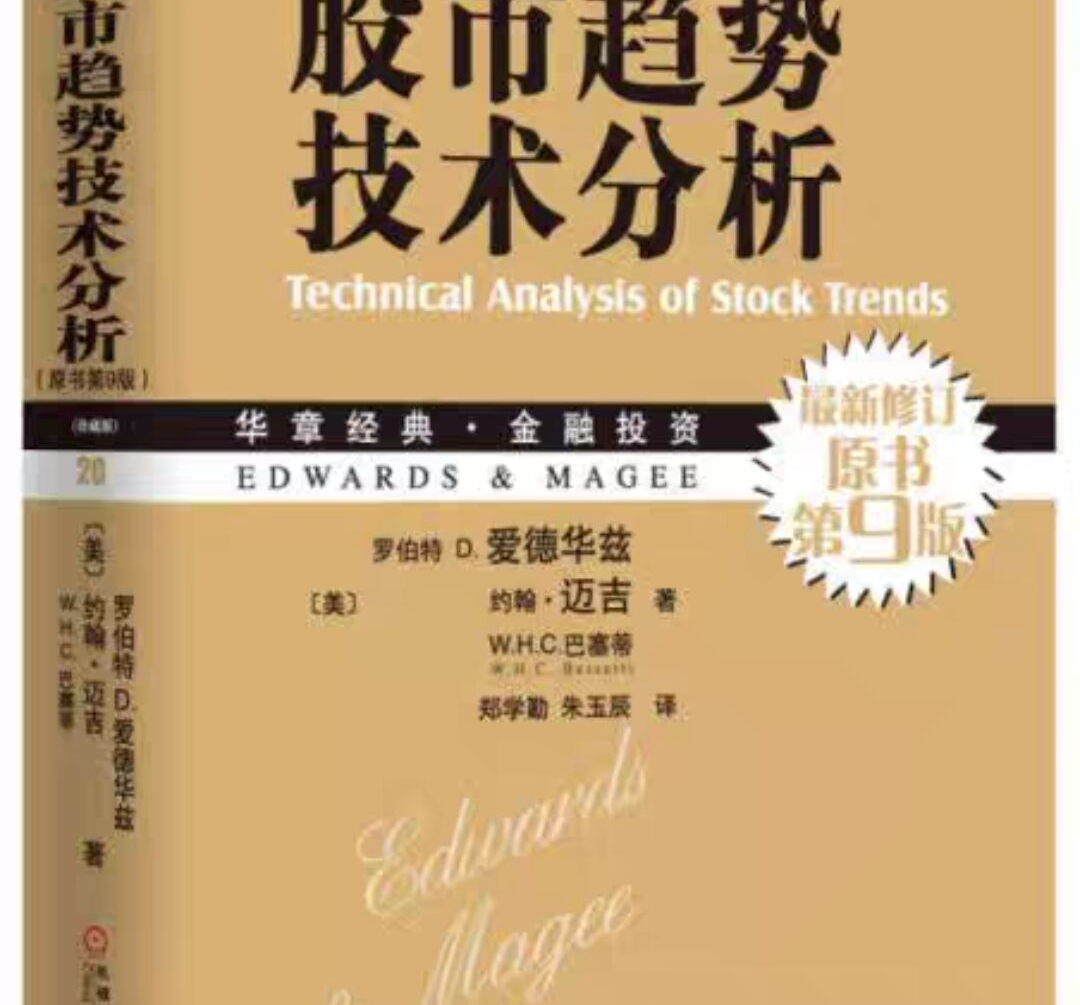 股市趋势
技术分析
Technical Analysis of Stock Trends
最新修订
原书
第9版
华章经典·金融投资
EDWARDS & MAGEE
罗伯特 D. 爱德华兹
〔美〕 约翰·迈吉 著
W.H.C.巴塞蒂
W.H.C. Bassetti
郑学勤 朱玉辰 译
Edwards
Magee
市趋势技术分析
(原书第9版)
(珍藏版)
20
〔美〕
罗伯特 D. 爱德华兹
约翰·迈吉
W.H.C.巴塞蒂
著